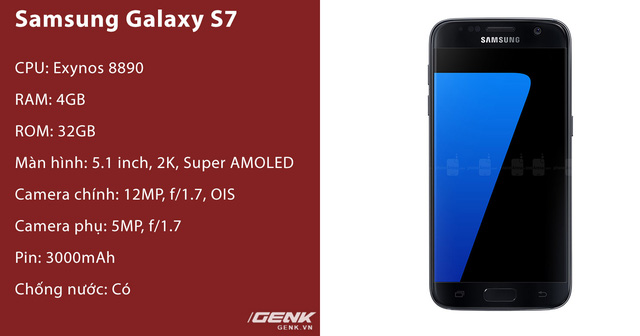 Samsung Galaxy S7
CPU: Exynos 8890
RAM: 4GB
ROM: 32GB
Màn hình: 5.1 inch, 2K, Super AMOLED
Camera chính: 12MP, f/1.7, OIS
Camera phụ: 5MP, f/1.7
Pin: 3000mAh
Chống nước: Có
GENK
GENK.VN
SAMSUNG